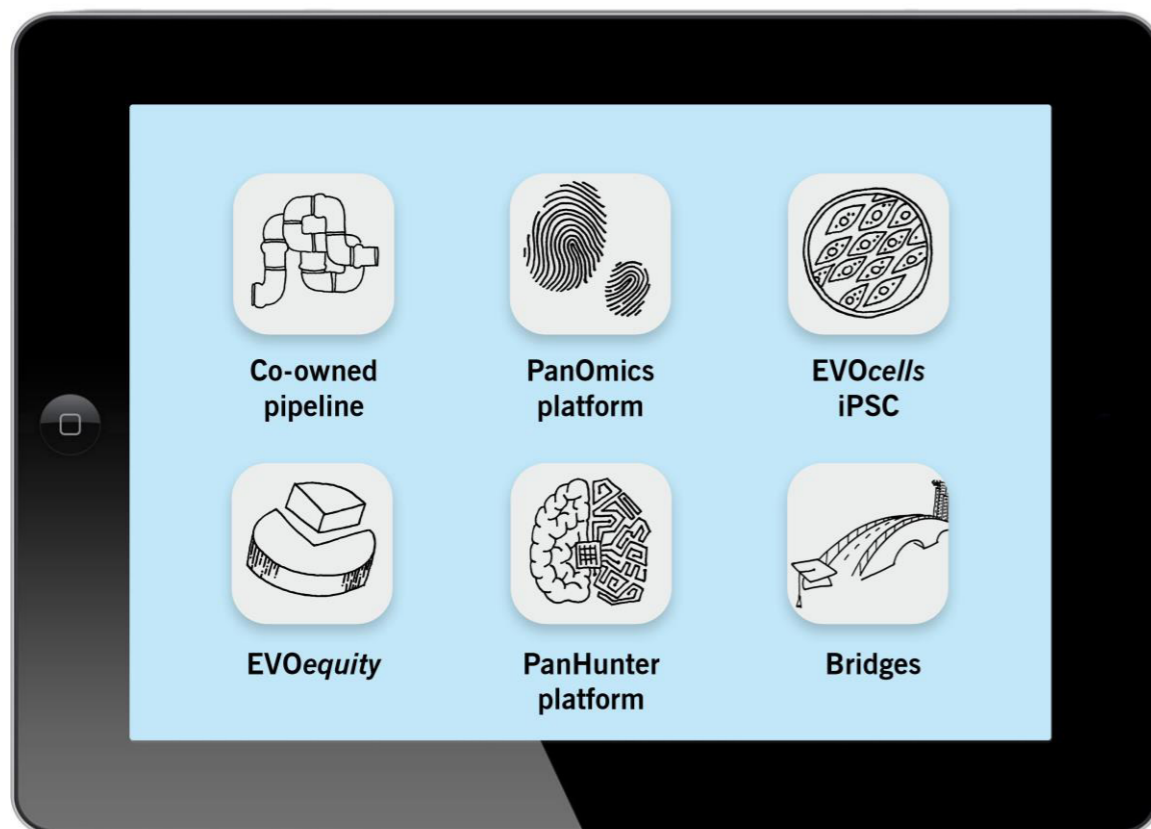 Co-owned
pipeline
PanOmics
platform
EVOcells
iPSC
EVOequity
PanHunter
platform
Bridges